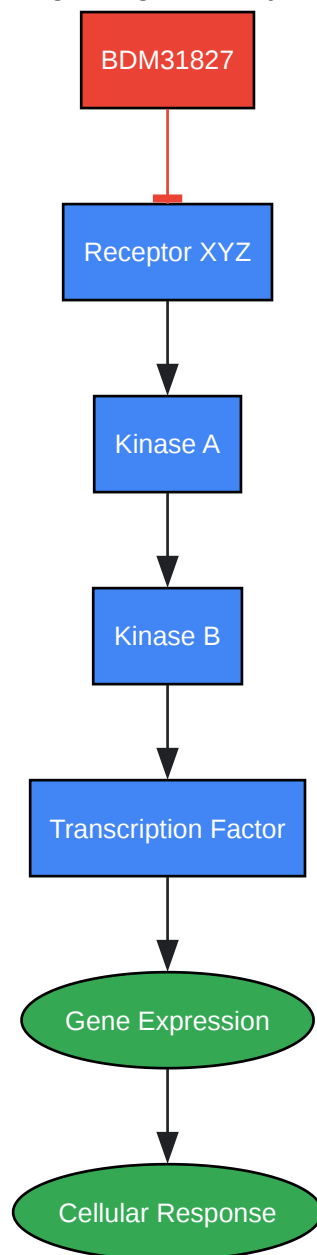 BDM31827
Receptor XYZ
Kinase A
Kinase B
Transcription Factor
Gene Expression
Cellular Response